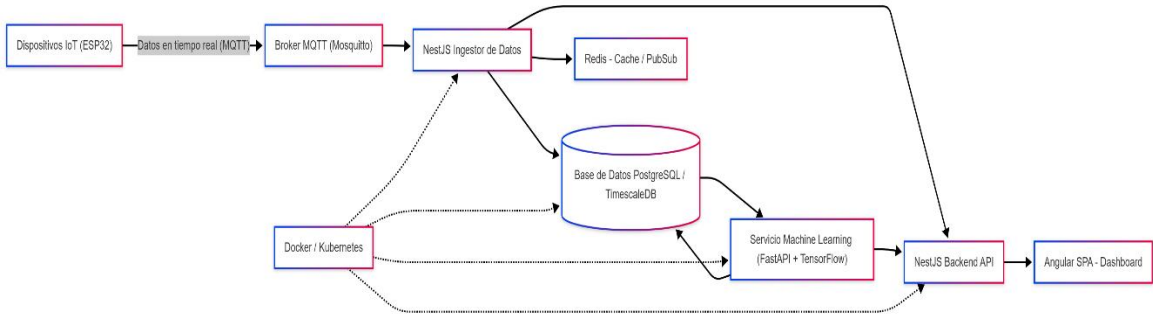 Dispositivos IoT (ESP32)
Datos en tiempo real (MQTT)
Broker MQTT (Mosquitto)
NestJS Ingestor de Datos
Redis - Cache / PubSub
Base de Datos PostgreSQL /
TimescaleDB
Docker / Kubernetes
Servicio Machine Learning
(FastAPI + TensorFlow)
NestJS Backend API
Angular SPA - Dashboard